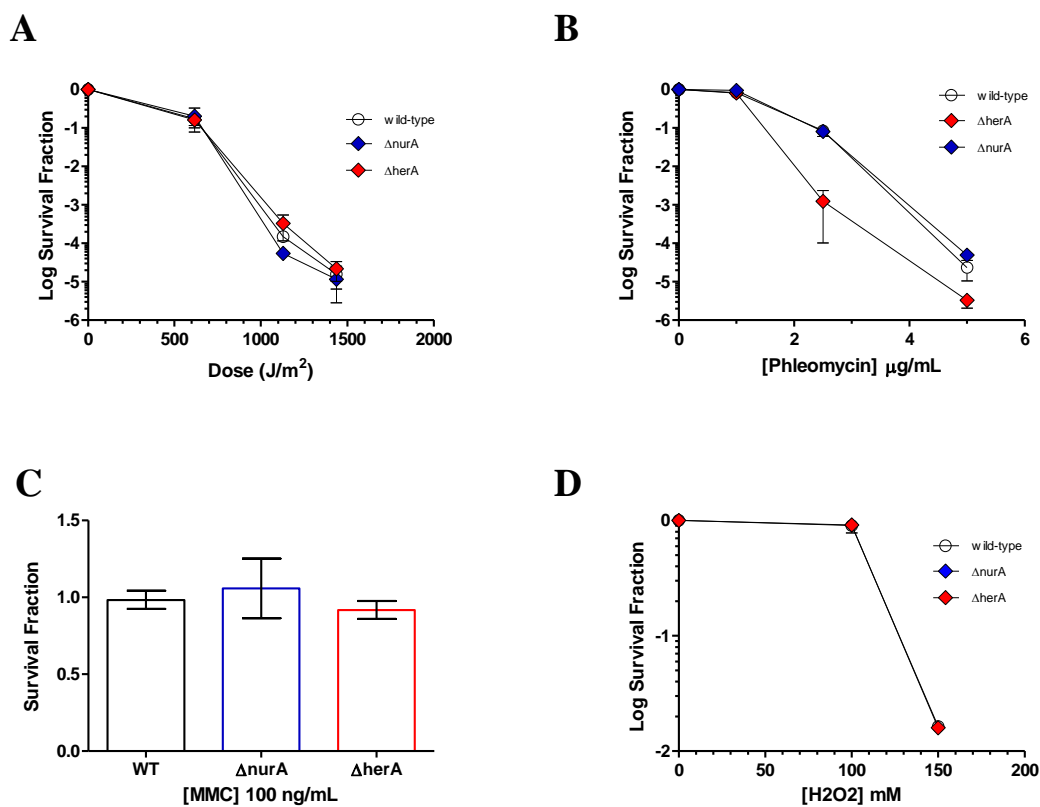 A
Log Survival Fraction
0
-1
-2
-3
-4
-5
-6
0
500
1000
1500
2000
Dose (J/m²)
wild-type
ΔnurA
ΔherA
B
Log Survival Fraction
0
-1
-2
-3
-4
-5
-6
0
2
4
6
[Phleomycin] μg/mL
wild-type
ΔherA
ΔnurA
C
Survival Fraction
1.5
1.0
0.5
0.0
WT
ΔnurA
ΔherA
[MMC] 100 ng/mL
D
Log Survival Fraction
0
-1
-2
0
50
100
150
200
[H2O2] mM
wild-type
ΔnurA
ΔherA